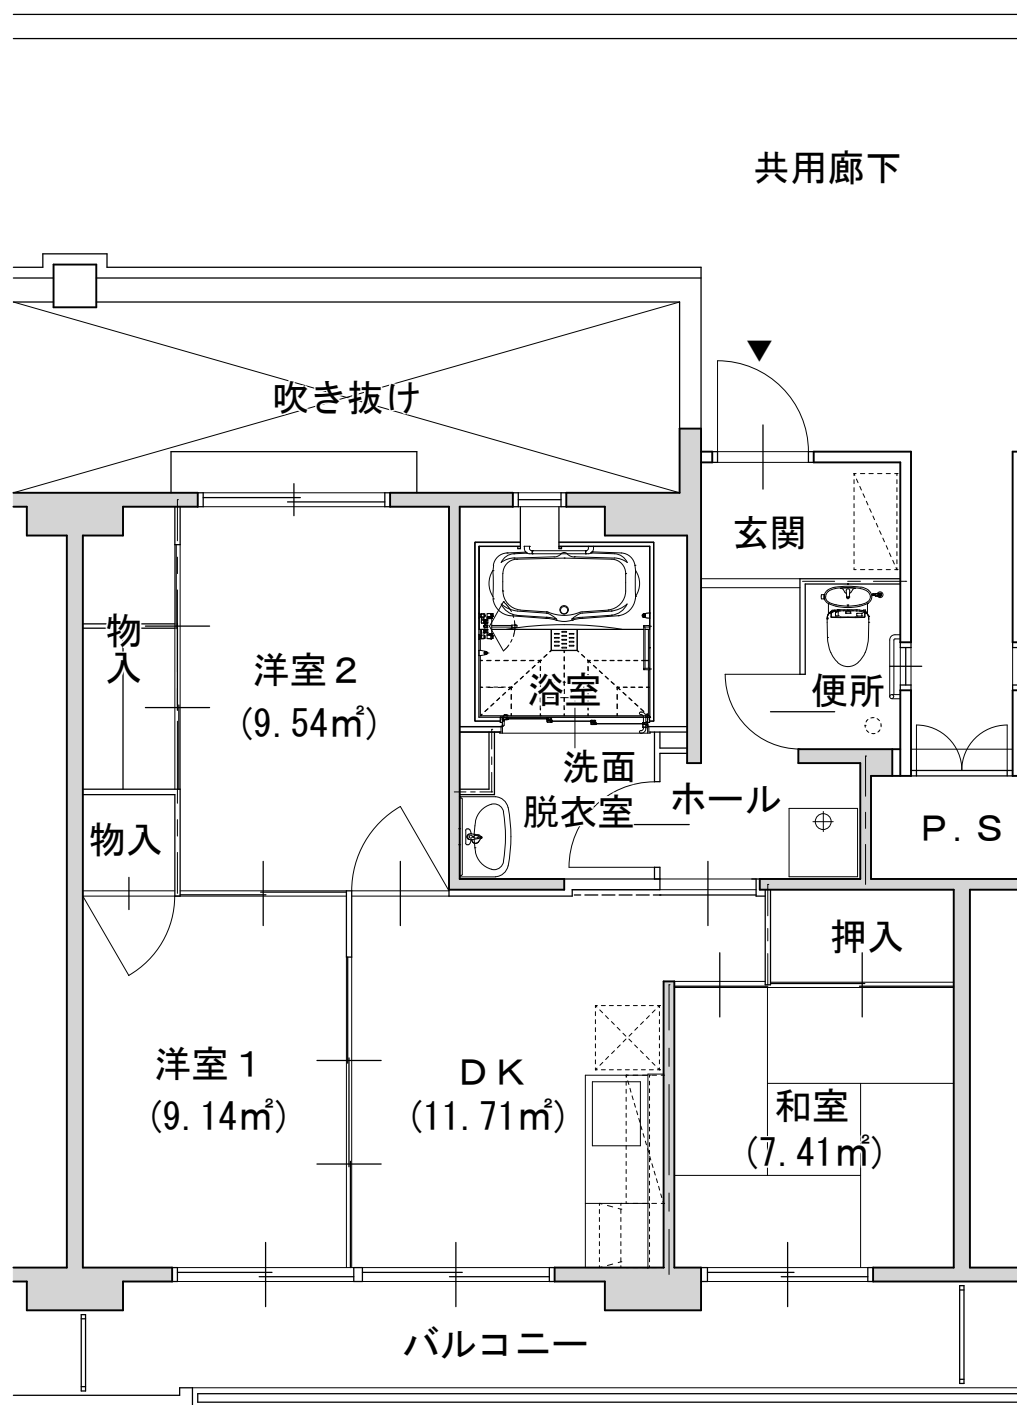 共用廊下
吹き抜け
玄関
物入
洋室２
(9.54㎡)
浴室
便所
洗面
脱衣室
ホール
物入
Ｐ.Ｓ
押入
洋室１
(9.14㎡)
ＤＫ
(11.71㎡)
和室
(7.41㎡)
バルコニー